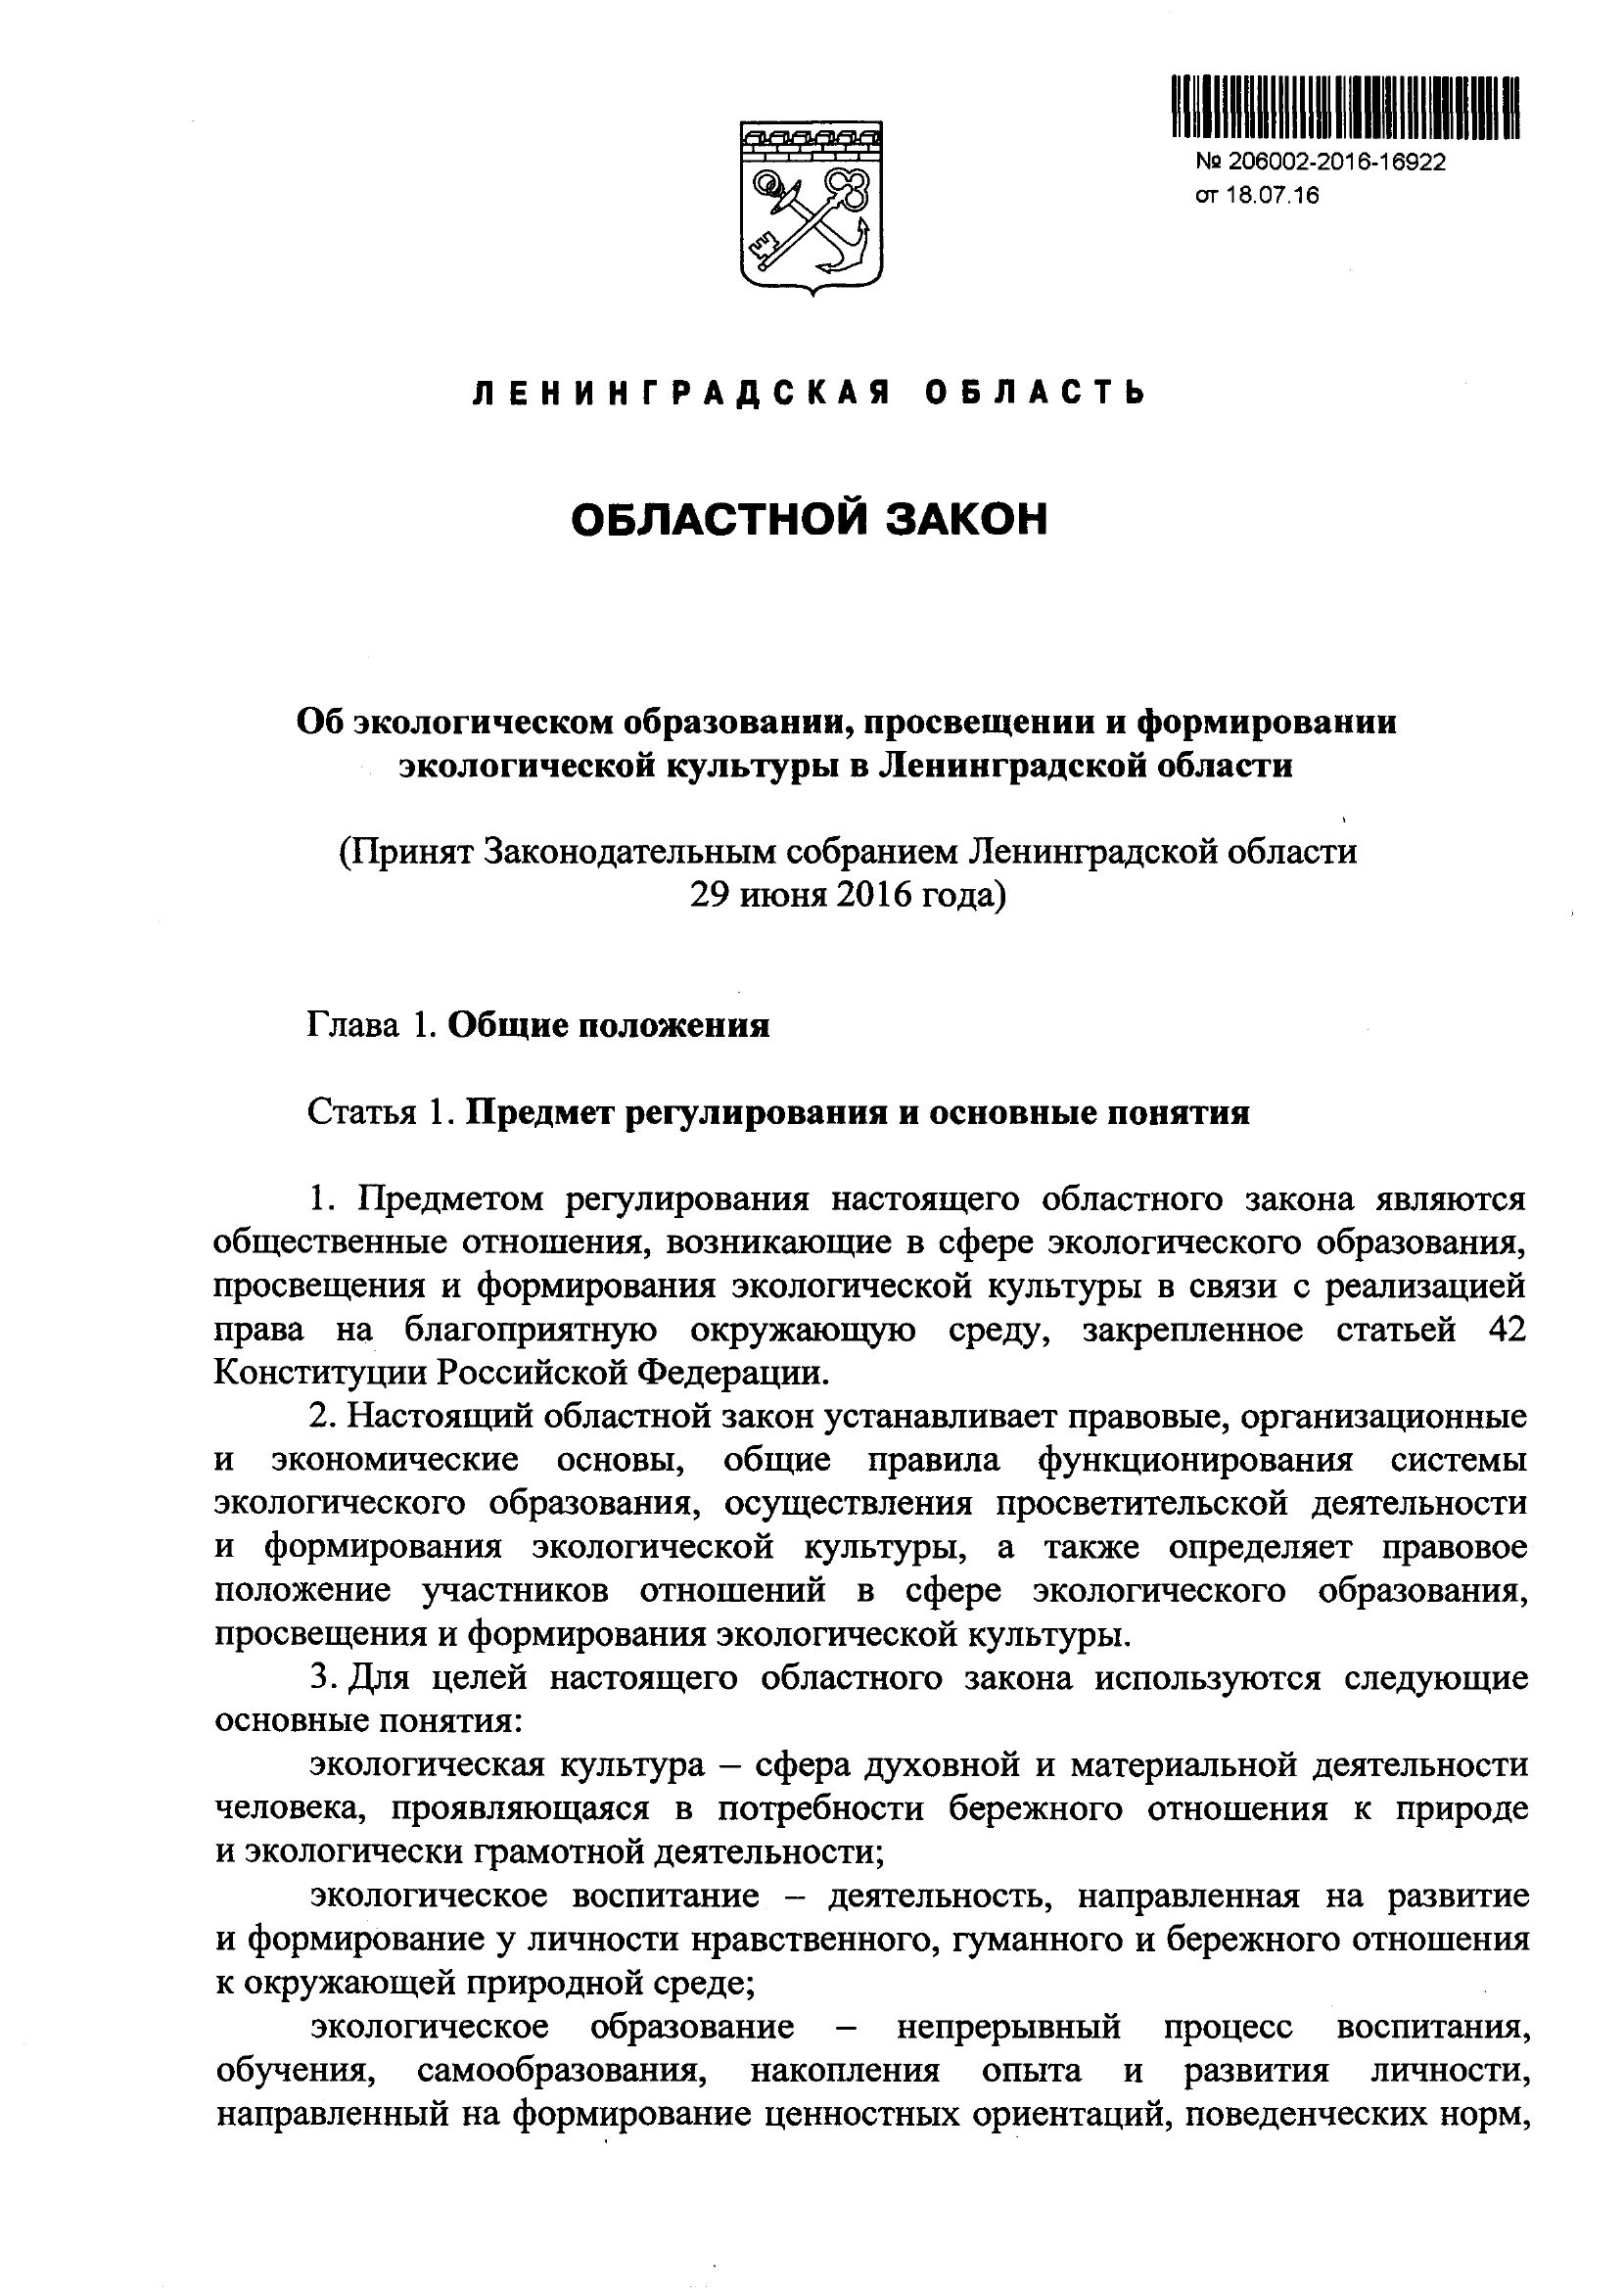 № 206002-2016-16922
от 18.07.16
ЛЕНИНГРАДСКАЯ ОБЛАСТЬ
ОБЛАСТНОЙ ЗАКОН
Об экологическом образовании, просвещении и формировании
экологической культуры в Ленинградской области
(Принят Законодательным собранием Ленинградской области
29 июня 2016 года)
Глава 1. Общие положения
Статья 1. Предмет регулирования и основные понятия
1. Предметом регулирования настоящего областного закона являются
общественные отношения, возникающие в сфере экологического образования,
просвещения и формирования экологической культуры в связи с реализацией
права на благоприятную окружающую среду, закрепленное статьей 42
Конституции Российской Федерации.
2. Настоящий областной закон устанавливает правовые, организационные
и экономические основы, общие правила функционирования системы
экологического образования, осуществления просветительской деятельности
и формирования экологической культуры, а также определяет правовое
положение участников отношений в сфере экологического образования,
просвещения и формирования экологической культуры.
3. Для целей настоящего областного закона используются следующие
основные понятия:
экологическая культура – сфера духовной и материальной деятельности
человека, проявляющаяся в потребности бережного отношения к природе
и экологически грамотной деятельности;
экологическое воспитание – деятельность, направленная на развитие
и формирование у личности нравственного, гуманного и бережного отношения
к окружающей природной среде;
экологическое образование – непрерывный процесс воспитания,
обучения, самообразования, накопления опыта и развития личности,
направленный на формирование ценностных ориентаций, поведенческих норм,